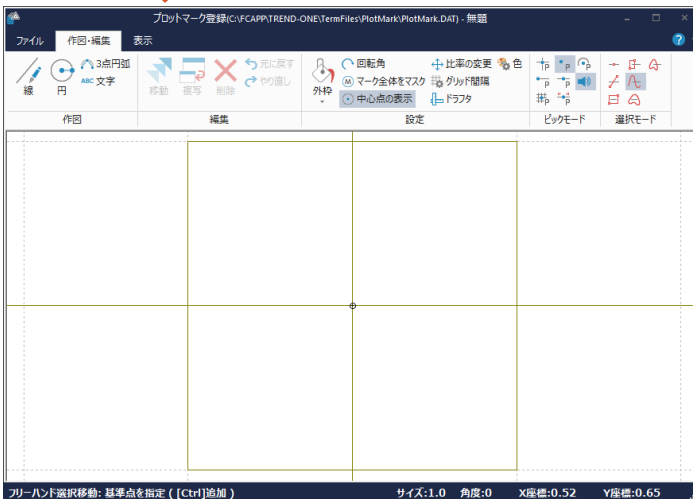 プロットマーク登録(C:\FCAPP\TREND-ONE\TermFiles\PlotMark\PlotMark.DAT) - 無題
ファイル 作図・編集 表示
線 円 3点円弧 ABC 文字
移動 複写 削除 元に戻す やり直し
外枠 回転角 比率の変更 色
M マーク全体をマスク グリッド間隔
中心点の表示 ドラフタ
作図 編集 設定 ピックモード 選択モード
フリーハンド選択移動: 基準点を指定 ( [Ctrl]追加 ) サイズ:1.0 角度:0 X座標:0.52 Y座標:0.65